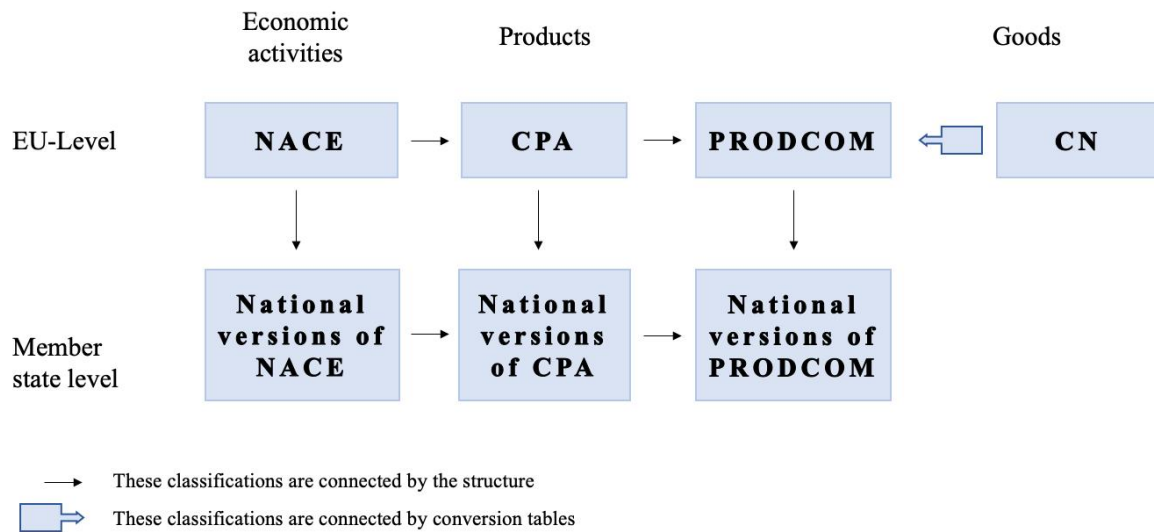 Economic
activities
Products
Goods
EU-Level
NACE
CPA
PRODCOM
CN
Member
state level
National
versions of
NACE
National
versions
of CPA
National
versions of
PRODCOM
These classifications are connected by the structure
These classifications are connected by conversion tables